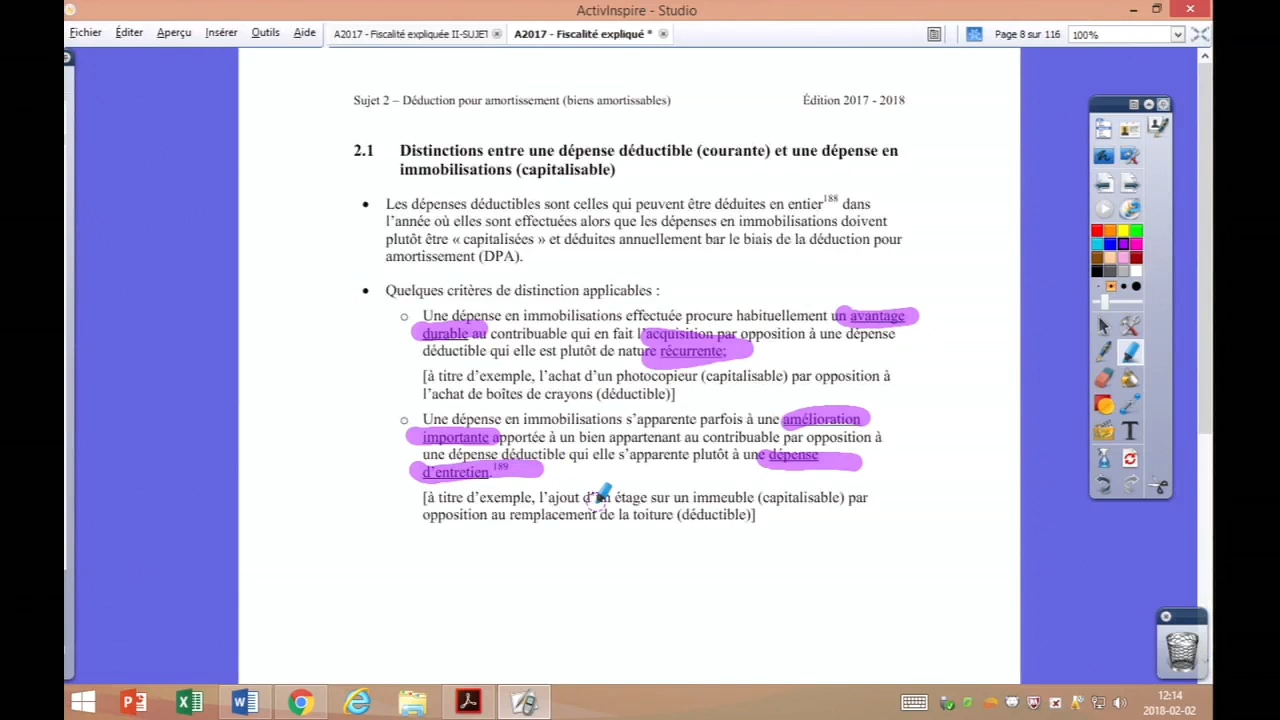 ActivInspire - Studio
Fichier Éditer Aperçu Insérer Outils Aide
A2017 - Fiscalité expliquée II-SUJET
A2017 - Fiscalité expliqué *
Page 8 sur 116
100%
Sujet 2 – Déduction pour amortissement (biens amortissables) Édition 2017 - 2018
2.1 Distinctions entre une dépense déductible (courante) et une dépense en
immobilisations (capitalisable)
• Les dépenses déductibles sont celles qui peuvent être déduites en entier188 dans
l’année où elles sont effectuées alors que les dépenses en immobilisations doivent
plutôt être « capitalisées » et déduites annuellement bar le biais de la déduction pour
amortissement (DPA).
• Quelques critères de distinction applicables :
o Une dépense en immobilisations effectuée procure habituellement un avantage
durable au contribuable qui en fait l’acquisition par opposition à une dépense
déductible qui elle est plutôt de nature récurrente;
[à titre d’exemple, l’achat d’un photocopieur (capitalisable) par opposition à
l’achat de boîtes de crayons (déductible)]
o Une dépense en immobilisations s’apparente parfois à une amélioration
importante apportée à un bien appartenant au contribuable par opposition à
une dépense déductible qui elle s’apparente plutôt à une dépense
d’entretien.189
[à titre d’exemple, l’ajout d’un étage sur un immeuble (capitalisable) par
opposition au remplacement de la toiture (déductible)]
12:14
2018-02-02